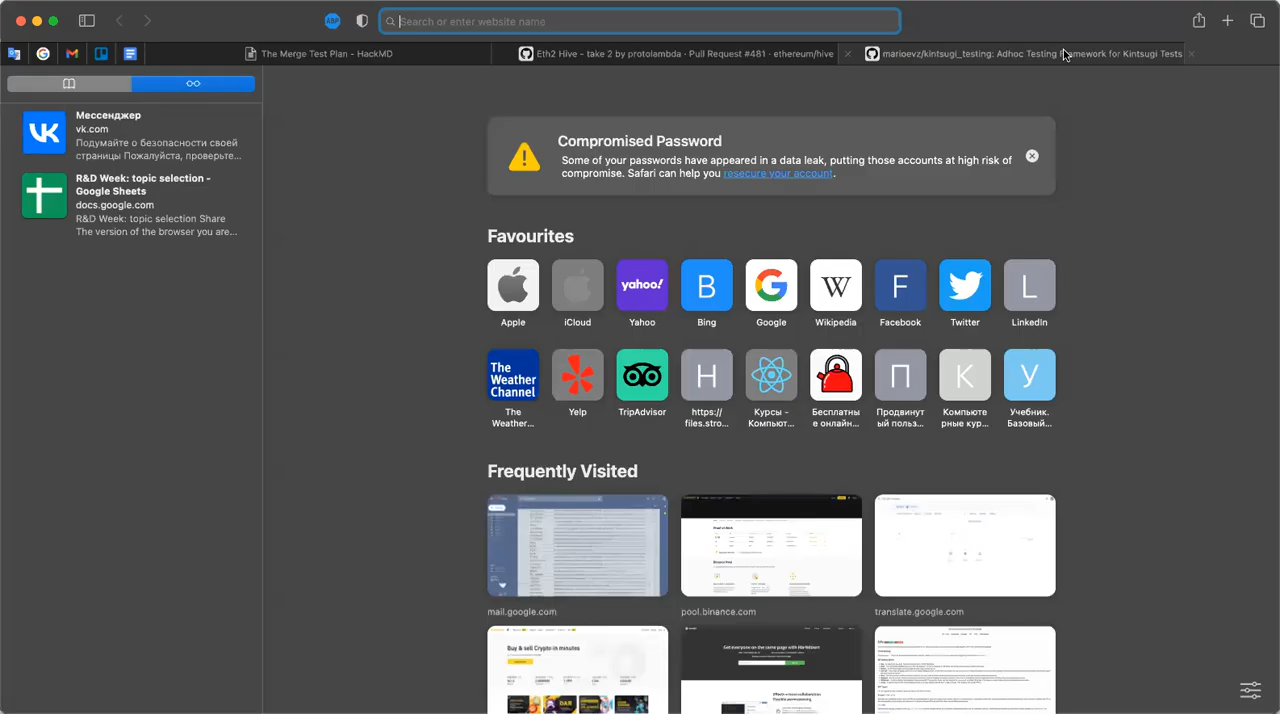 ABP
Search or enter website name
The Merge Test Plan - HackMD
Eth2 Hive - take 2 by protolambda · Pull Request #481 · ethereum/hive
marioevz/kintsugi_testing: Adhoc Testing Framework for Kintsugi Tests
Мессенджер
vk.com
Подумайте о безопасности своей
страницы Пожалуйста, проверьте...
R&D Week: topic selection -
Google Sheets
docs.google.com
R&D Week: topic selection Share
The version of the browser you are...
Compromised Password
Some of your passwords have appeared in a data leak, putting those accounts at high risk of
compromise. Safari can help you resecure your account.
Favourites
yahoo!
B
W
F
L
Apple
iCloud
Yahoo
Bing
Google
Wikipedia
Facebook
Twitter
LinkedIn
The
Weather
Channel
Н
П
К
У
The
Weather...
Yelp
TripAdvisor
https://
files.stro...
Курсы -
Компьют...
Бесплатны
е онлайн...
Продвинут
ый польз...
Компьюте
рные кур...
Учебник.
Базовый...
Frequently Visited
mail.google.com
pool.binance.com
translate.google.com
Buy & sell Crypto in minutes
Get everyone on the same page with Markdown!